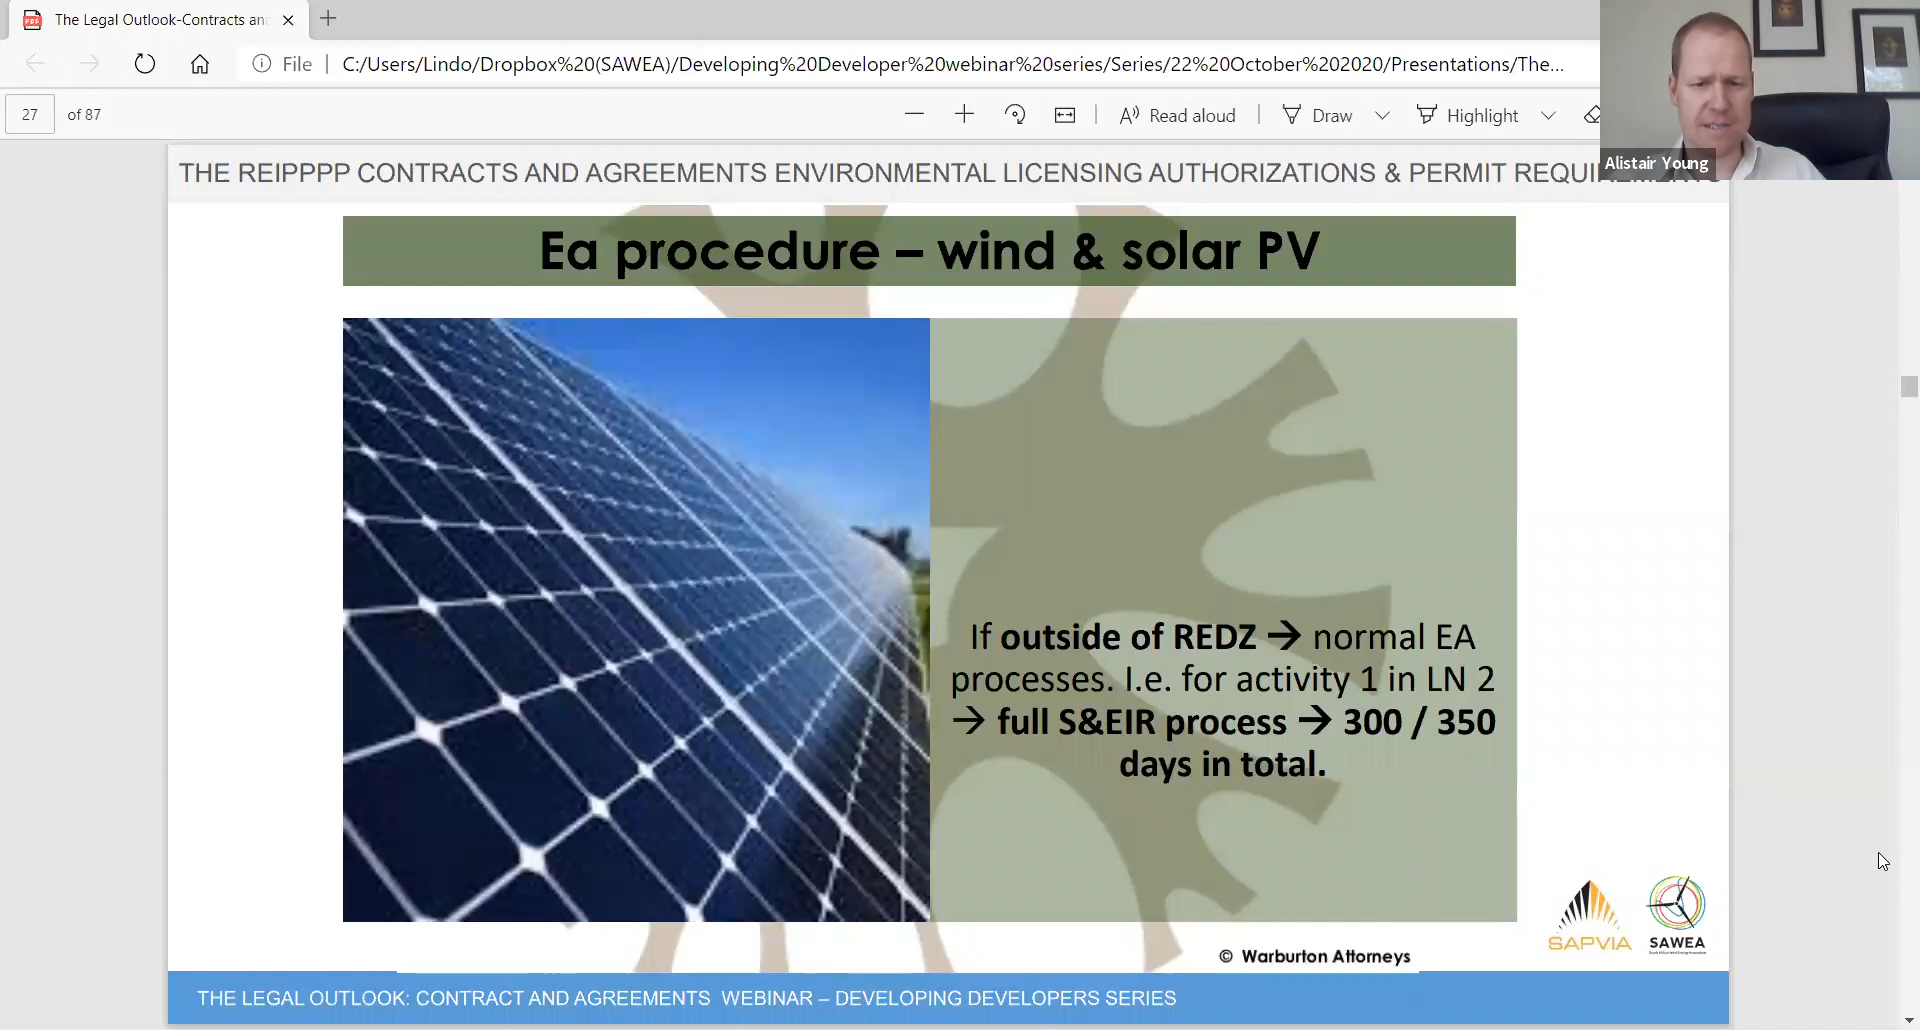 The Legal Outlook-Contracts an
File
C:/Users/Lindo/Dropbox%20(SAWEA)/Developing%20Developer%20webinar%20series/Series/22%20October%202020/Presentations/The...
27 of 87
Read aloud
Draw
Highlight
Alistair Young
THE REIPPPP CONTRACTS AND AGREEMENTS ENVIRONMENTAL LICENSING AUTHORIZATIONS & PERMIT REQUIREMENTS
Ea procedure – wind & solar PV
If outside of REDZ → normal EA
processes. I.e. for activity 1 in LN 2
→ full S&EIR process → 300 / 350
days in total.
© Warburton Attorneys
SAPVIA
SAWEA
THE LEGAL OUTLOOK: CONTRACT AND AGREEMENTS WEBINAR – DEVELOPING DEVELOPERS SERIES